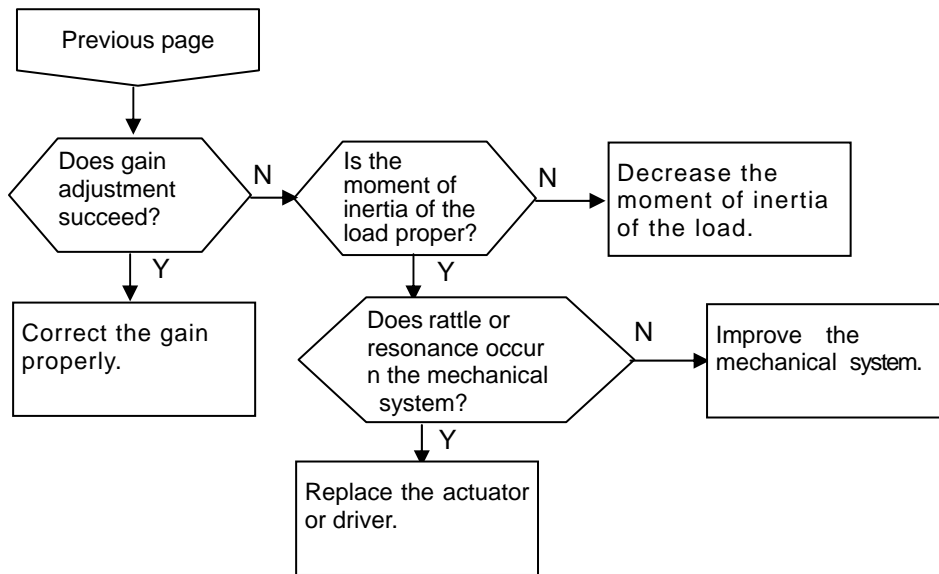 Previous page
Does gain
adjustment
succeed?
N
Is the
moment of
inertia of the
load proper?
N
Decrease the
moment of inertia
of the load.
Y
Correct the gain
properly.
Y
Does rattle or
resonance occur
n the mechanical
system?
N
Improve the
mechanical system.
Y
Replace the actuator
or driver.